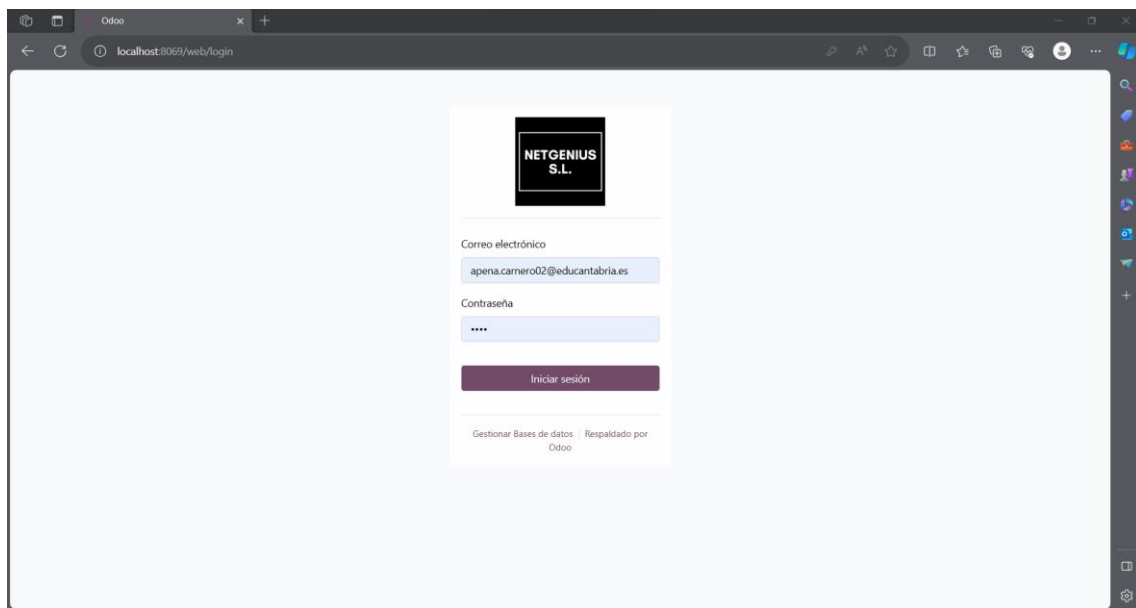 Odoo
localhost:8069/web/login
NETGENIUS
S.L.
Correo electrónico
apena.carnero02@educantabria.es
Contraseña
••••
Iniciar sesión
Gestionar Bases de datos | Respaldado por
Odoo